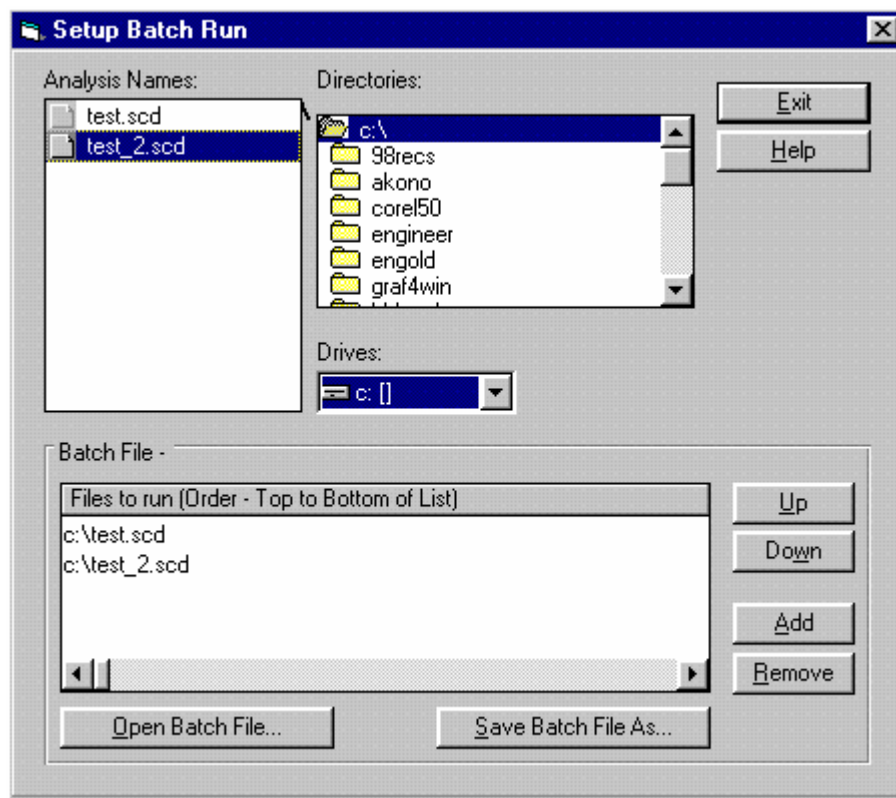 Setup Batch Run
Analysis Names:
test.scd
test_2.scd
Directories:
c:\
98recs
akono
corel50
engineer
engold
graf4win
Exit
Help
Drives:
c: []
Batch File -
Files to run (Order - Top to Bottom of List)
c:\test.scd
c:\test_2.scd
Up
Down
Add
Remove
Open Batch File...
Save Batch File As...